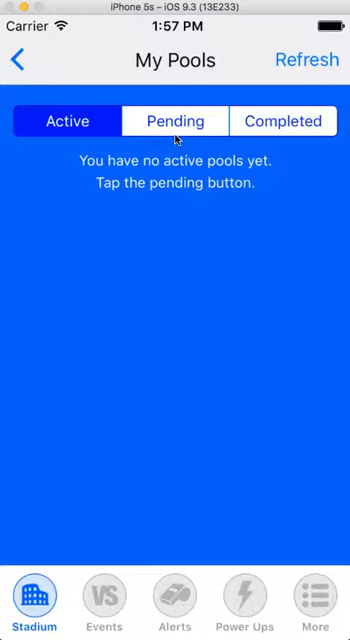 iPhone 5s – iOS 9.3 (13E233)
Carrier 1:57 PM
My Pools Refresh
Active Pending Completed
You have no active pools yet.
Tap the pending button.
VS
Stadium Events Alerts Power Ups More